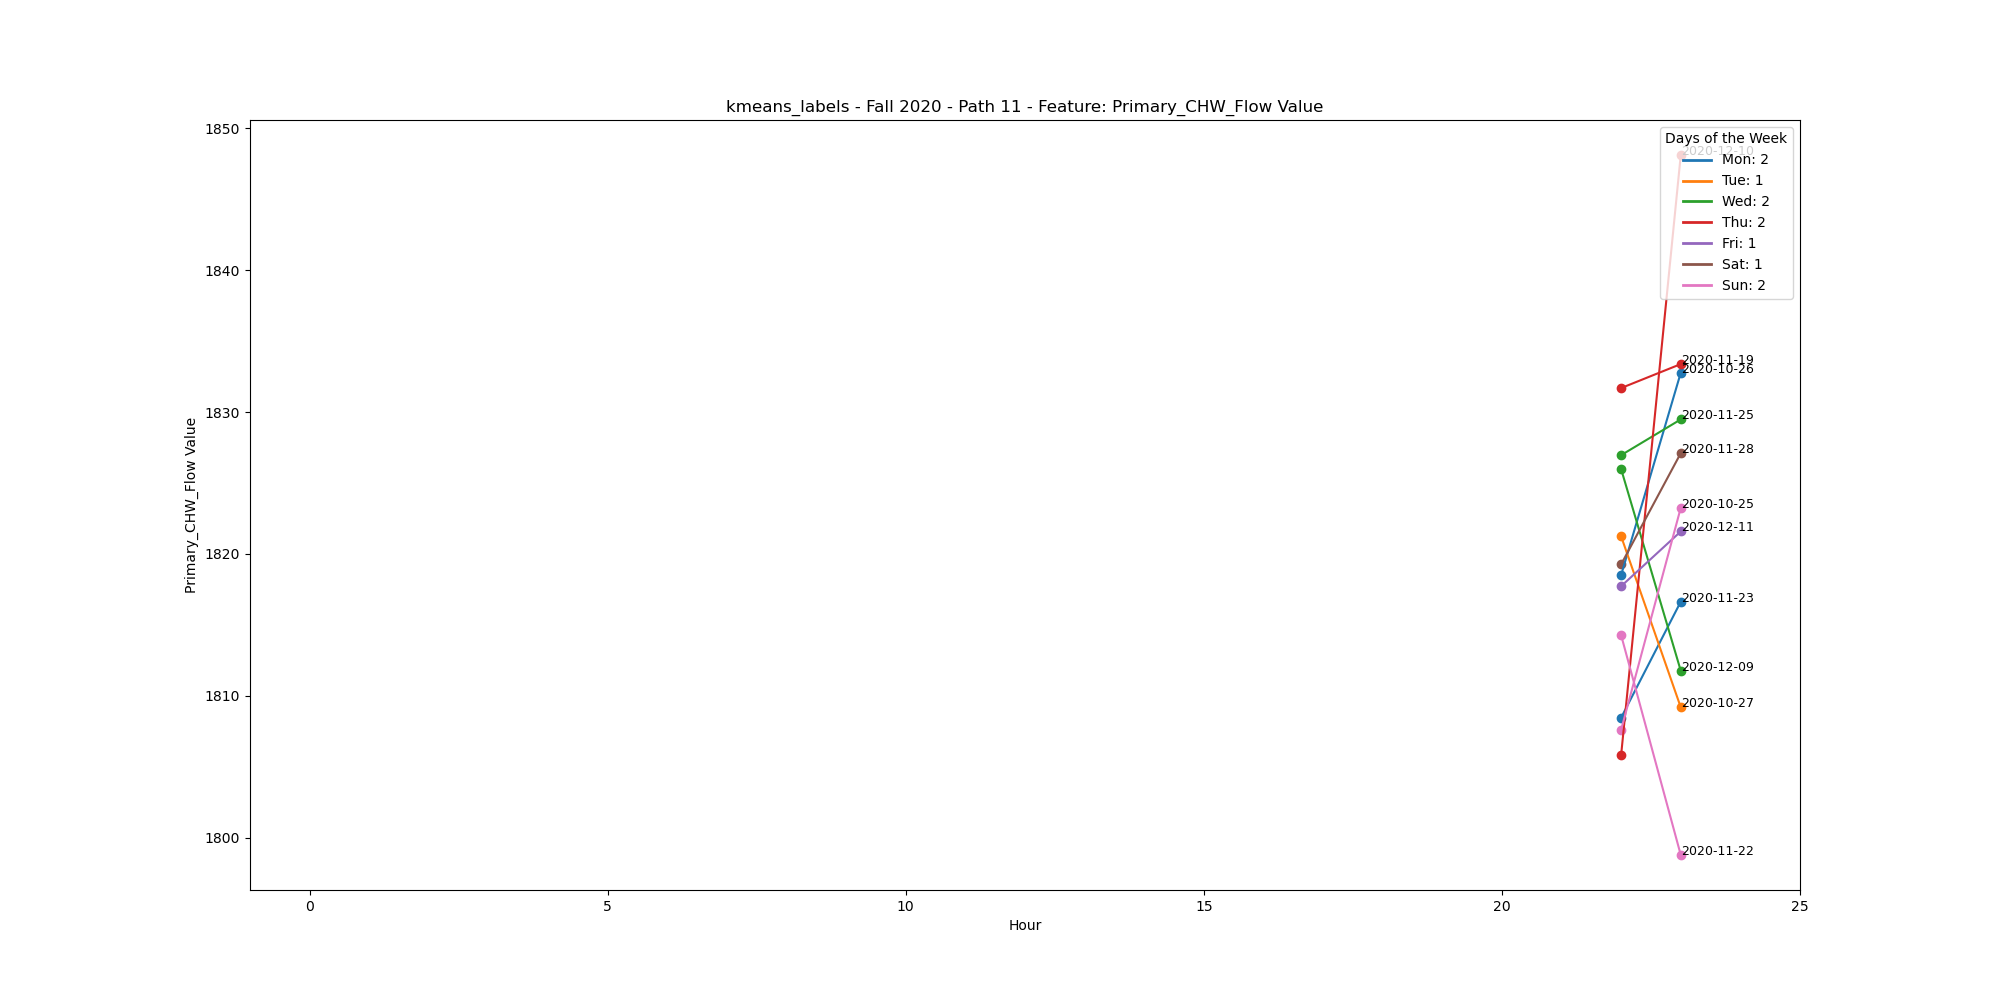 kmeans_labels - Fall 2020 - Path 11 - Feature: Primary_CHW_Flow Value
1850
1840
1830
1820
1810
1800
Primary_CHW_Flow Value
Days of the Week
2020-12-10
Mon: 2
Tue: 1
Wed: 2
Thu: 2
Fri: 1
Sat: 1
Sun: 2
2020-11-19
2020-10-26
2020-11-25
2020-11-28
2020-10-25
2020-12-11
2020-11-23
2020-12-09
2020-10-27
2020-11-22
0 5 10 15 20 25
Hour